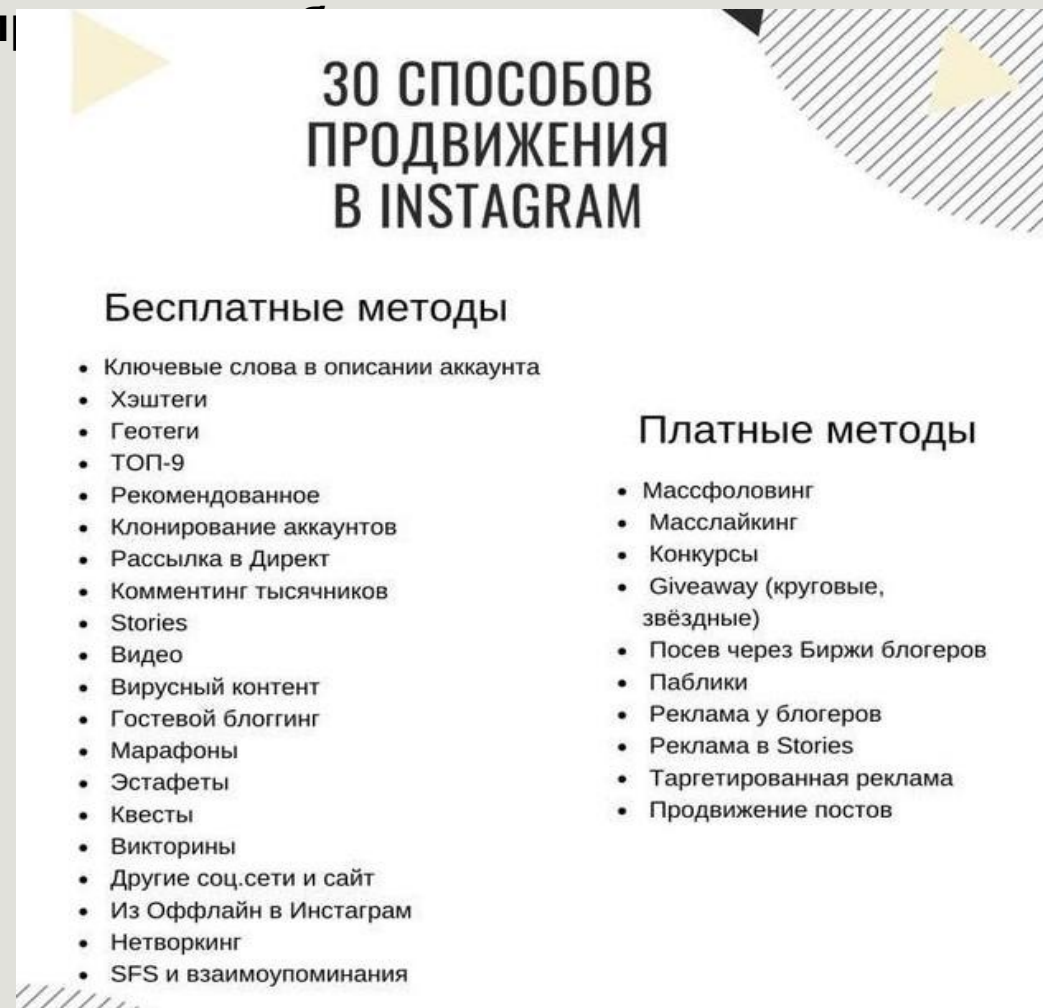 30 СПОСОБОВ
ПРОДВИЖЕНИЯ
В INSTAGRAM
Бесплатные методы
• Ключевые слова в описании аккаунта
• Хэштеги
• Геотеги
• ТОП-9
• Рекомендованное
• Клонирование аккаунтов
• Рассылка в Директ
• Комментинг тысячников
• Stories
• Видео
• Вирусный контент
• Гостевой блоггинг
• Марафоны
• Эстафеты
• Квесты
• Викторины
• Другие соц.сети и сайт
• Из Оффлайн в Инстаграм
• Нетворкинг
• SFS и взаимоупоминания
Платные методы
• Массфоловинг
• Масслайкинг
• Конкурсы
• Giveaway (круговые,
звёздные)
• Посев через Биржи блогеров
• Паблики
• Реклама у блогеров
• Реклама в Stories
• Таргетированная реклама
• Продвижение постов